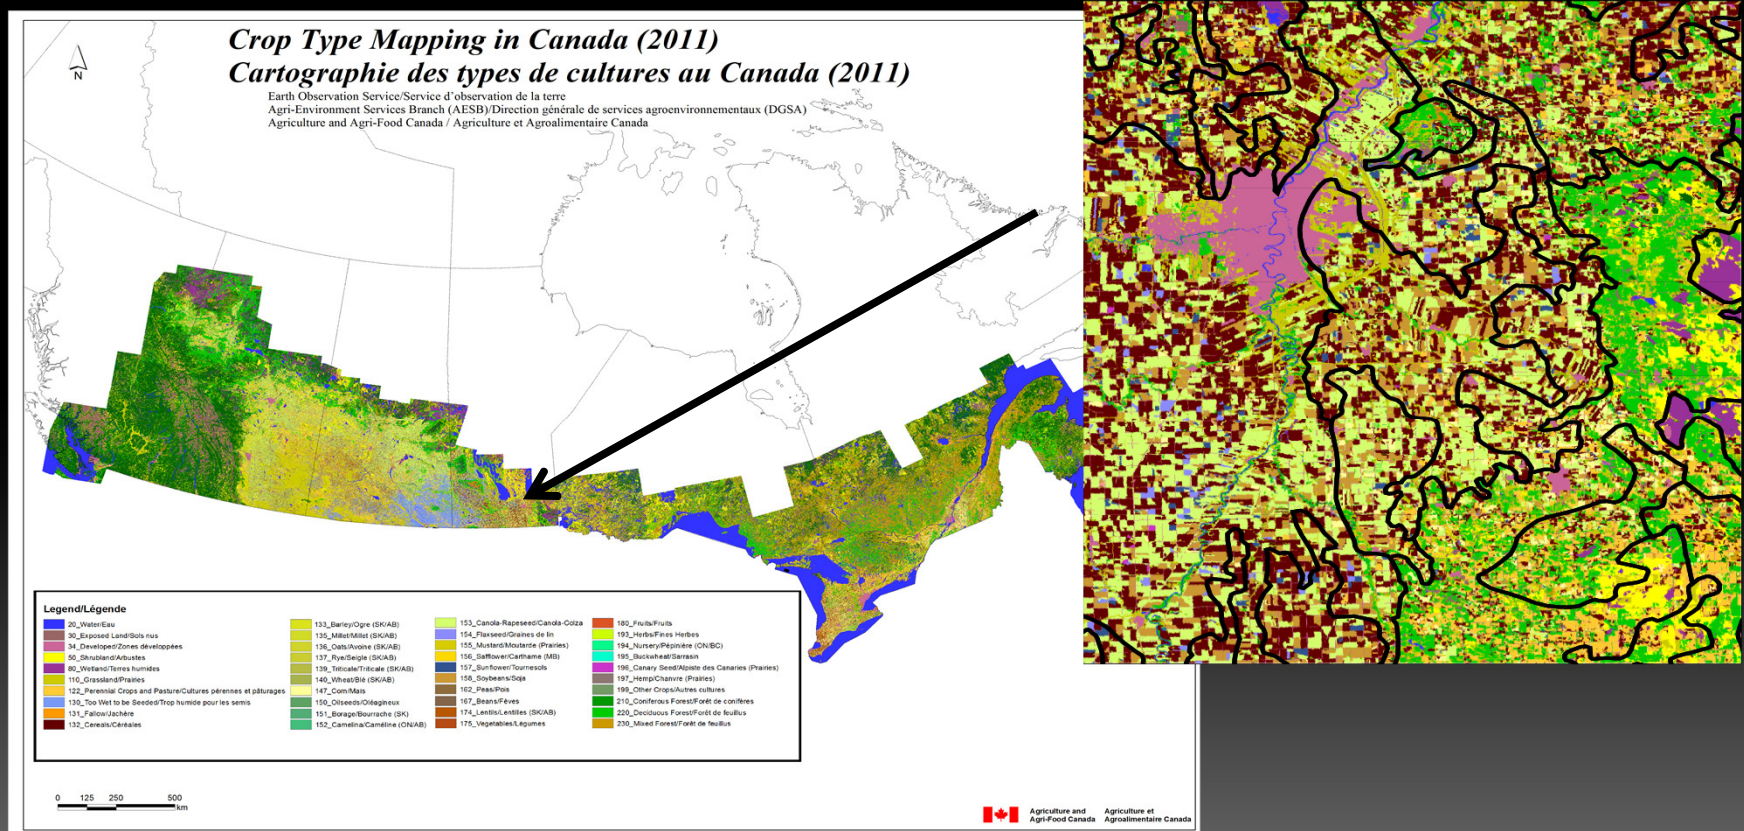 Crop Type Mapping in Canada (2011)
Cartographie des types de cultures au Canada (2011)
Earth Observation Service/Service d'observation de la terre
Agri-Environment Services Branch (AESB)/Direction générale de services agroenvironnementaux (DGSA)
Agriculture and Agri-Food Canada / Agriculture et Agroalimentaire Canada
N
Legend/Légende
20_Water/Eau
30_Exposed Land/Sols nus
34_Developed/Zones développées
50_Shrubland/Arbustes
80_Wetland/Terres humides
110_Grassland/Prairies
122_Perennial Crops and Pasture/Cultures pérennes et pâturages
130_Too Wet to be Seeded/Trop humide pour les semis
131_Fallow/Jachère
132_Cereals/Céréales
133_Barley/Ogre (SK/AB)
135_Millet/Millet (SK/AB)
136_Oats/Avoine (SK/AB)
137_Rye/Seigle (SK/AB)
139_Triticale/Triticale (SK/AB)
140_Wheat/Blé (SK/AB)
147_Corn/Maïs
150_Oilseeds/Oléagineux
151_Borage/Bourrache (SK)
152_Camelina/Caméline (ON/AB)
153_Canola-Rapeseed/Canola-Colza
154_Flaxseed/Graines de lin
155_Mustard/Moutarde (Prairies)
156_Safflower/Carthame (MB)
157_Sunflower/Tournesols
158_Soybeans/Soja
162_Peas/Pois
167_Beans/Fèves
174_Lentils/Lentilles (SK/AB)
175_Vegetables/Légumes
180_Fruits/Fruits
193_Herbs/Fines Herbes
194_Nursery/Pépinière (ON/BC)
195_Buckwheat/Sarrasin
196_Canary Seed/Alpiste des Canaries (Prairies)
197_Hemp/Chanvre (Prairies)
199_Other Crops/Autres cultures
210_Coniferous Forest/Forêt de conifères
220_Deciduous Forest/Forêt de feuillus
230_Mixed Forest/Forêt de feuillus
0 125 250 500
km
Agriculture and Agriculture et
Agri-Food Canada Agroalimentaire Canada